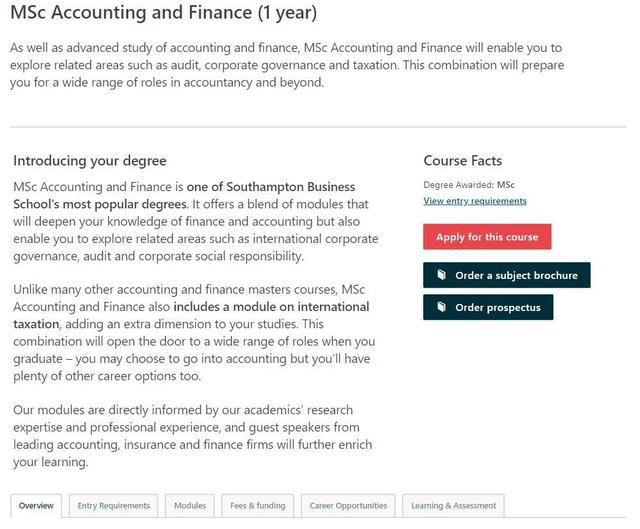 MSc Accounting and Finance (1 year)
As well as advanced study of accounting and finance, MSc Accounting and Finance will enable you to
explore related areas such as audit, corporate governance and taxation. This combination will prepare
you for a wide range of roles in accountancy and beyond.
Introducing your degree
MSc Accounting and Finance is one of Southampton Business
School's most popular degrees. It offers a blend of modules that
will deepen your knowledge of finance and accounting but also
enable you to explore related areas such as international corporate
governance, audit and corporate social responsibility.
Unlike many other accounting and finance masters courses, MSc
Accounting and Finance also includes a module on international
taxation, adding an extra dimension to your studies. This
combination will open the door to a wide range of roles when you
graduate – you may choose to go into accounting but you'll have
plenty of other career options too.
Our modules are directly informed by our academics' research
expertise and professional experience, and guest speakers from
leading accounting, insurance and finance firms will further enrich
your learning.
Course Facts
Degree Awarded: MSc
View entry requirements
Apply for this course
Order a subject brochure
Order prospectus
Overview
Entry Requirements
Modules
Fees & funding
Career Opportunities
Learning & Assessment